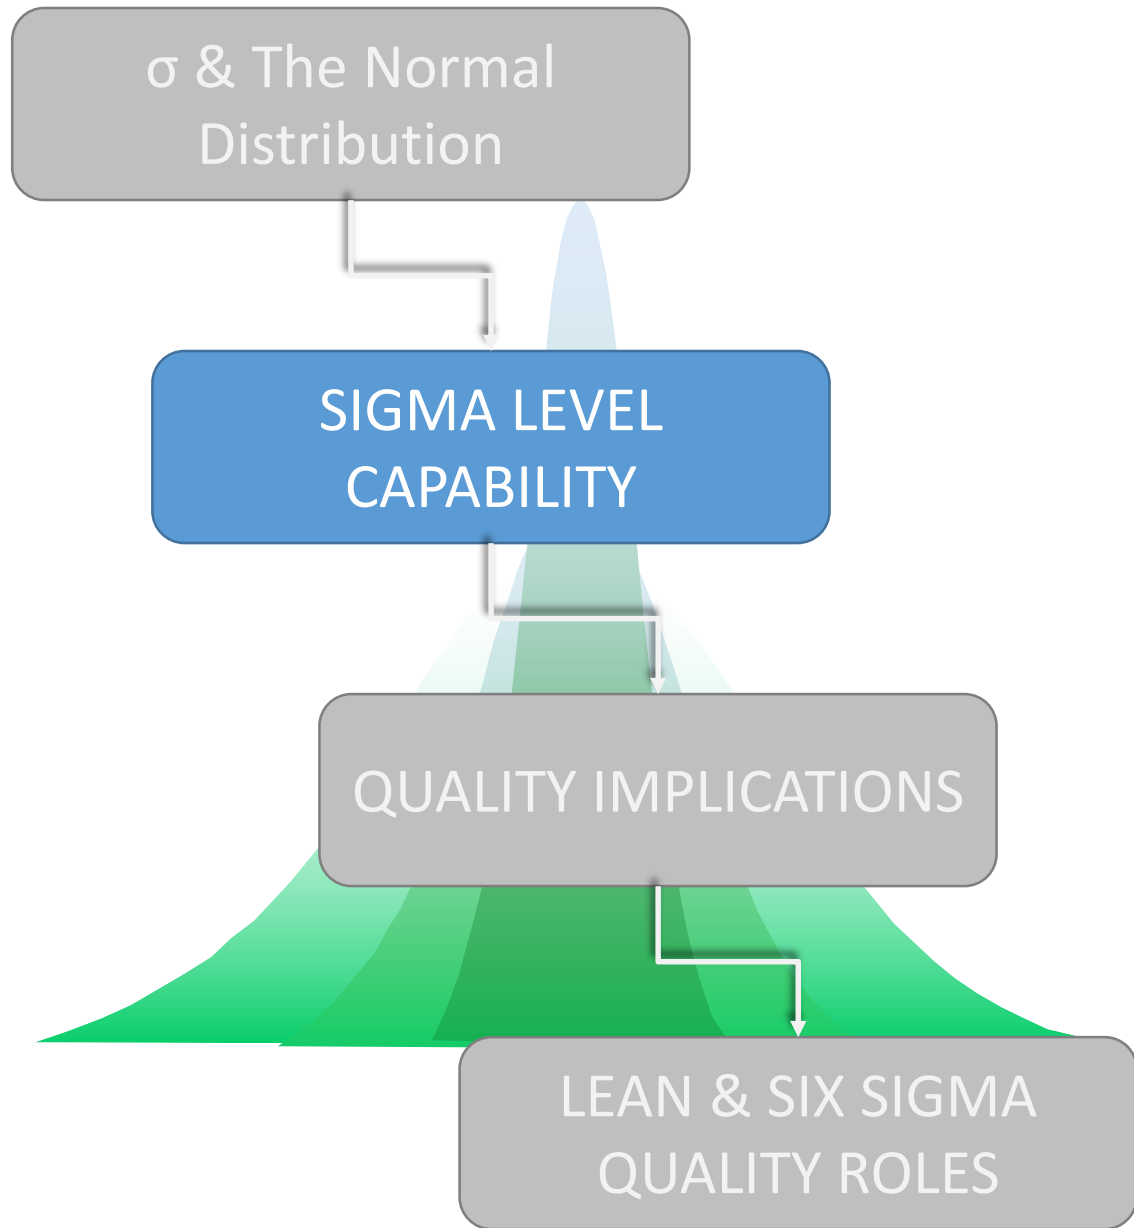 σ & The Normal
Distribution
SIGMA LEVEL
CAPABILITY
QUALITY IMPLICATIONS
LEAN & SIX SIGMA
QUALITY ROLES